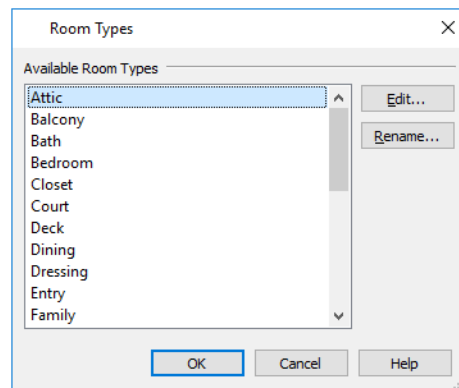 Room Types
Available Room Types
Attic
Balcony
Bath
Bedroom
Closet
Court
Deck
Dining
Dressing
Entry
Family
Edit...
Rename...
OK
Cancel
Help